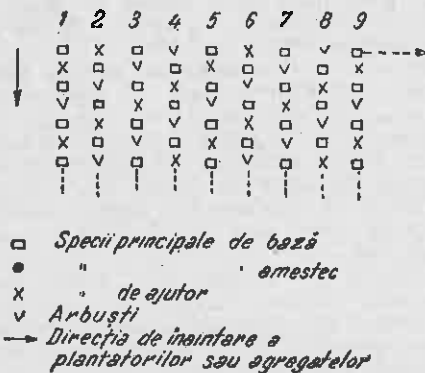 1 2 3 4 5 6 7 8 9
□ x □ v □ x □ v □
x □ v □ x □ v □ x
□ v □ x □ v □ x □
v □ x □ v □ x □ v
□ x □ v □ x □ v □
x □ v □ x □ v □ x
□ v □ x □ v □ x □
□ Specii principale de bază
● " " amestec
x " de ajutor
v Arbuști
Direcția de înaintare a
plantatorilor sau agregatelor